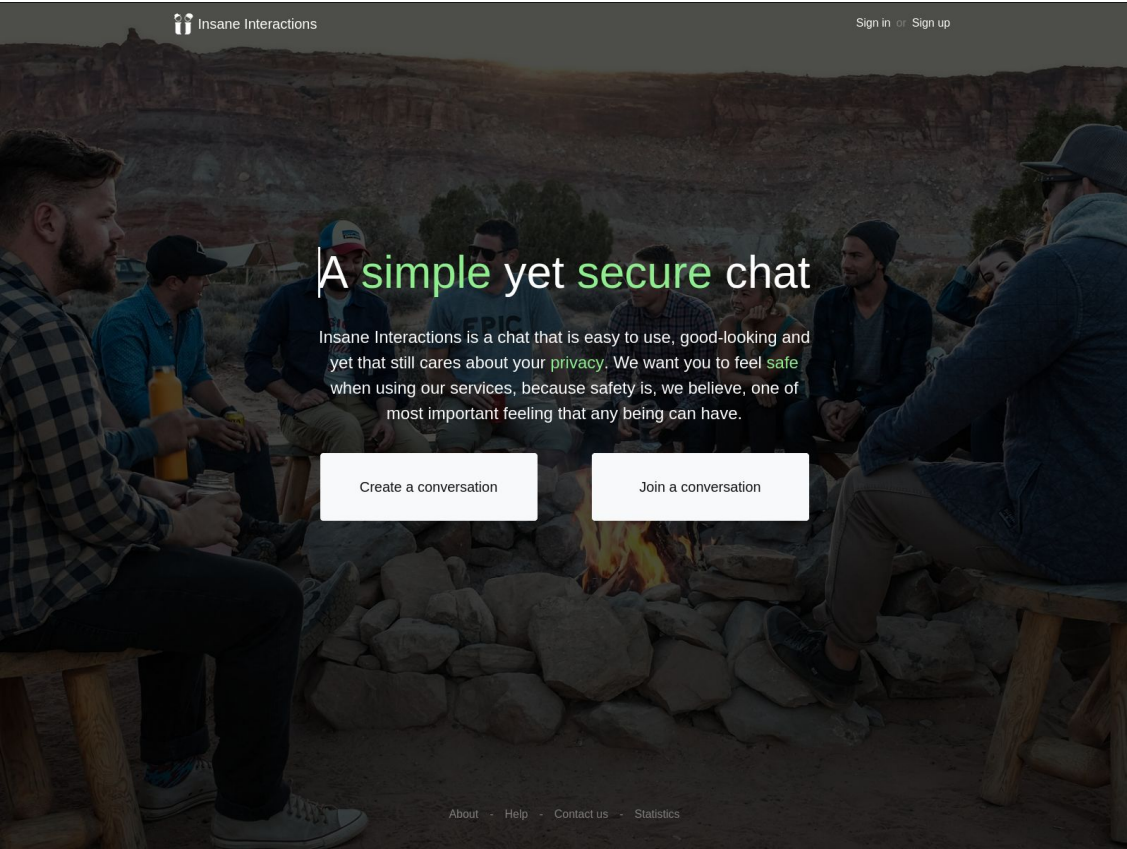 Insane Interactions
Sign in or Sign up
A simple yet secure chat
EPIC
Insane Interactions is a chat that is easy to use, good-looking and
yet that still cares about your privacy. We want you to feel safe
when using our services, because safety is, we believe, one of
most important feeling that any being can have.
Create a conversation
Join a conversation
About - Help - Contact us - Statistics